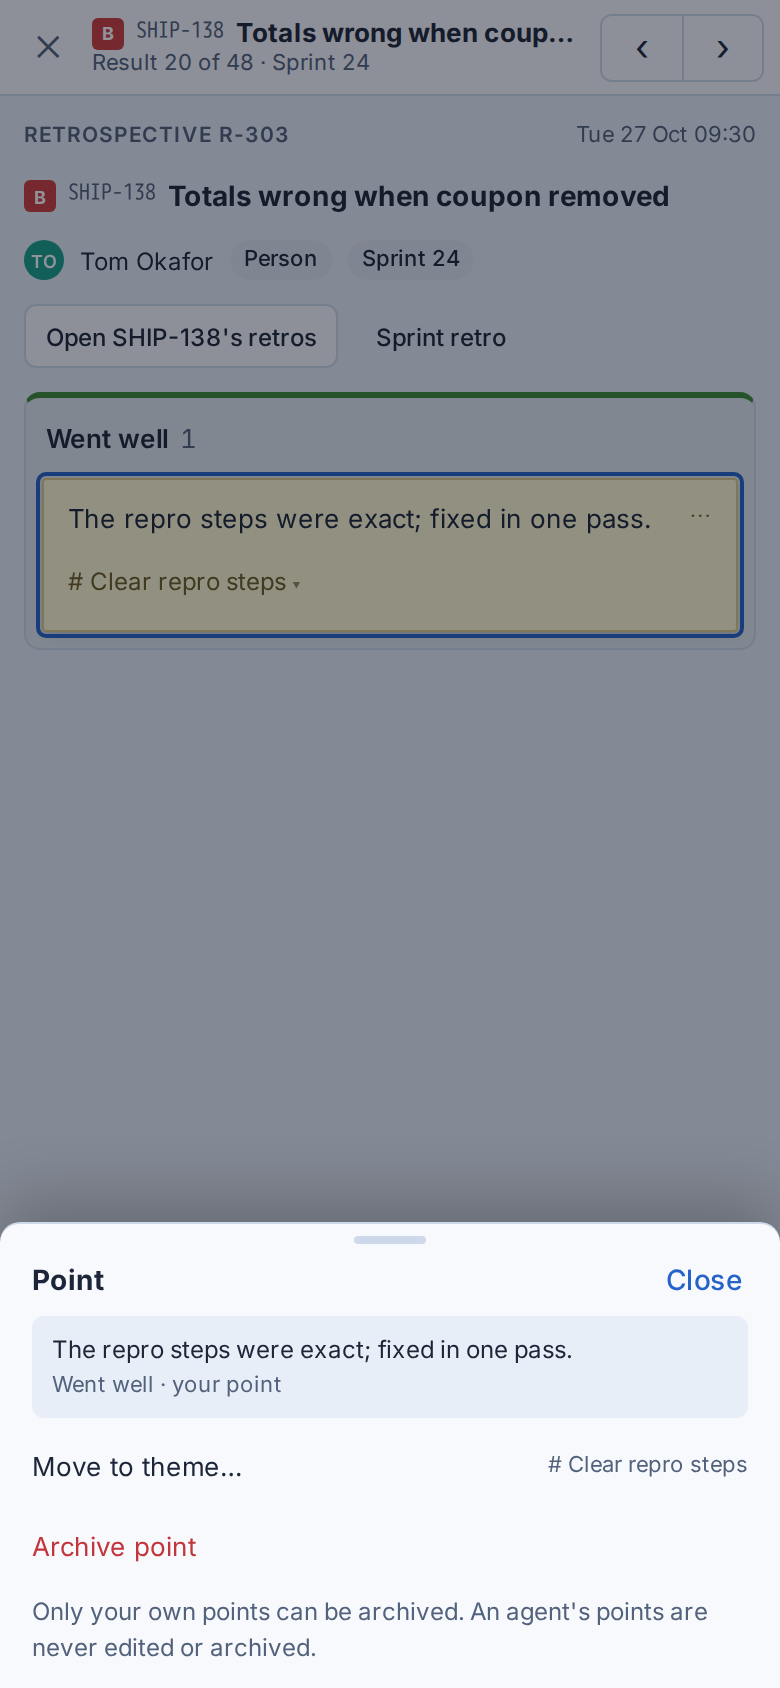 B SHIP-138 Totals wrong when coup...
Result 20 of 48 · Sprint 24
‹ ›
RETROSPECTIVE R-303 Tue 27 Oct 09:30
B SHIP-138 Totals wrong when coupon removed
TO Tom Okafor Person Sprint 24
Open SHIP-138's retros Sprint retro
Went well 1
The repro steps were exact; fixed in one pass. ...
# Clear repro steps ▾
Point Close
The repro steps were exact; fixed in one pass.
Went well · your point
Move to theme... # Clear repro steps
Archive point
Only your own points can be archived. An agent's points are
never edited or archived.